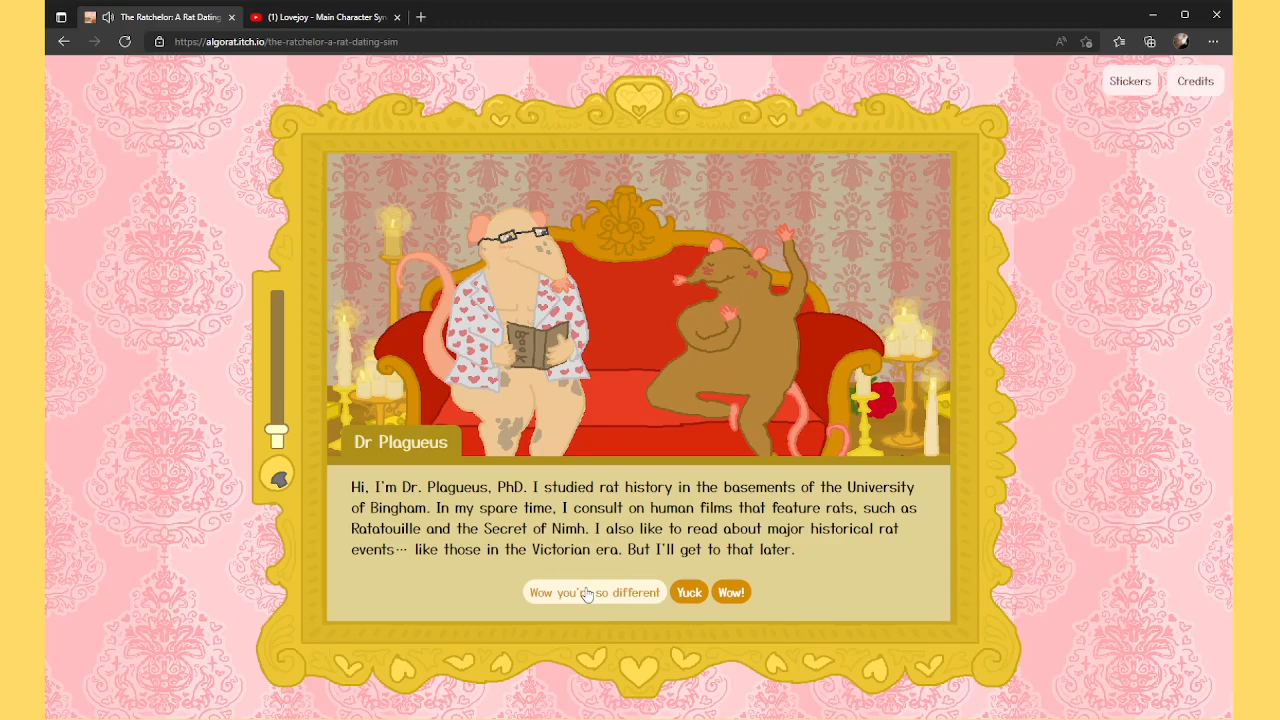 The Ratchelor: A Rat Dating
(1) Lovejoy - Main Character Syn
https://algorat.itch.io/the-ratchelor-a-rat-dating-sim
Stickers
Credits
Book
Dr Plagueus
Hi, I'm Dr. Plagueus, PhD. I studied rat history in the basements of the University
of Bingham. In my spare time, I consult on human films that feature rats, such as
Ratatouille and the Secret of Nimh. I also like to read about major historical rat
events… like those in the Victorian era. But I'll get to that later.
Wow you're so different
Yuck
Wow!